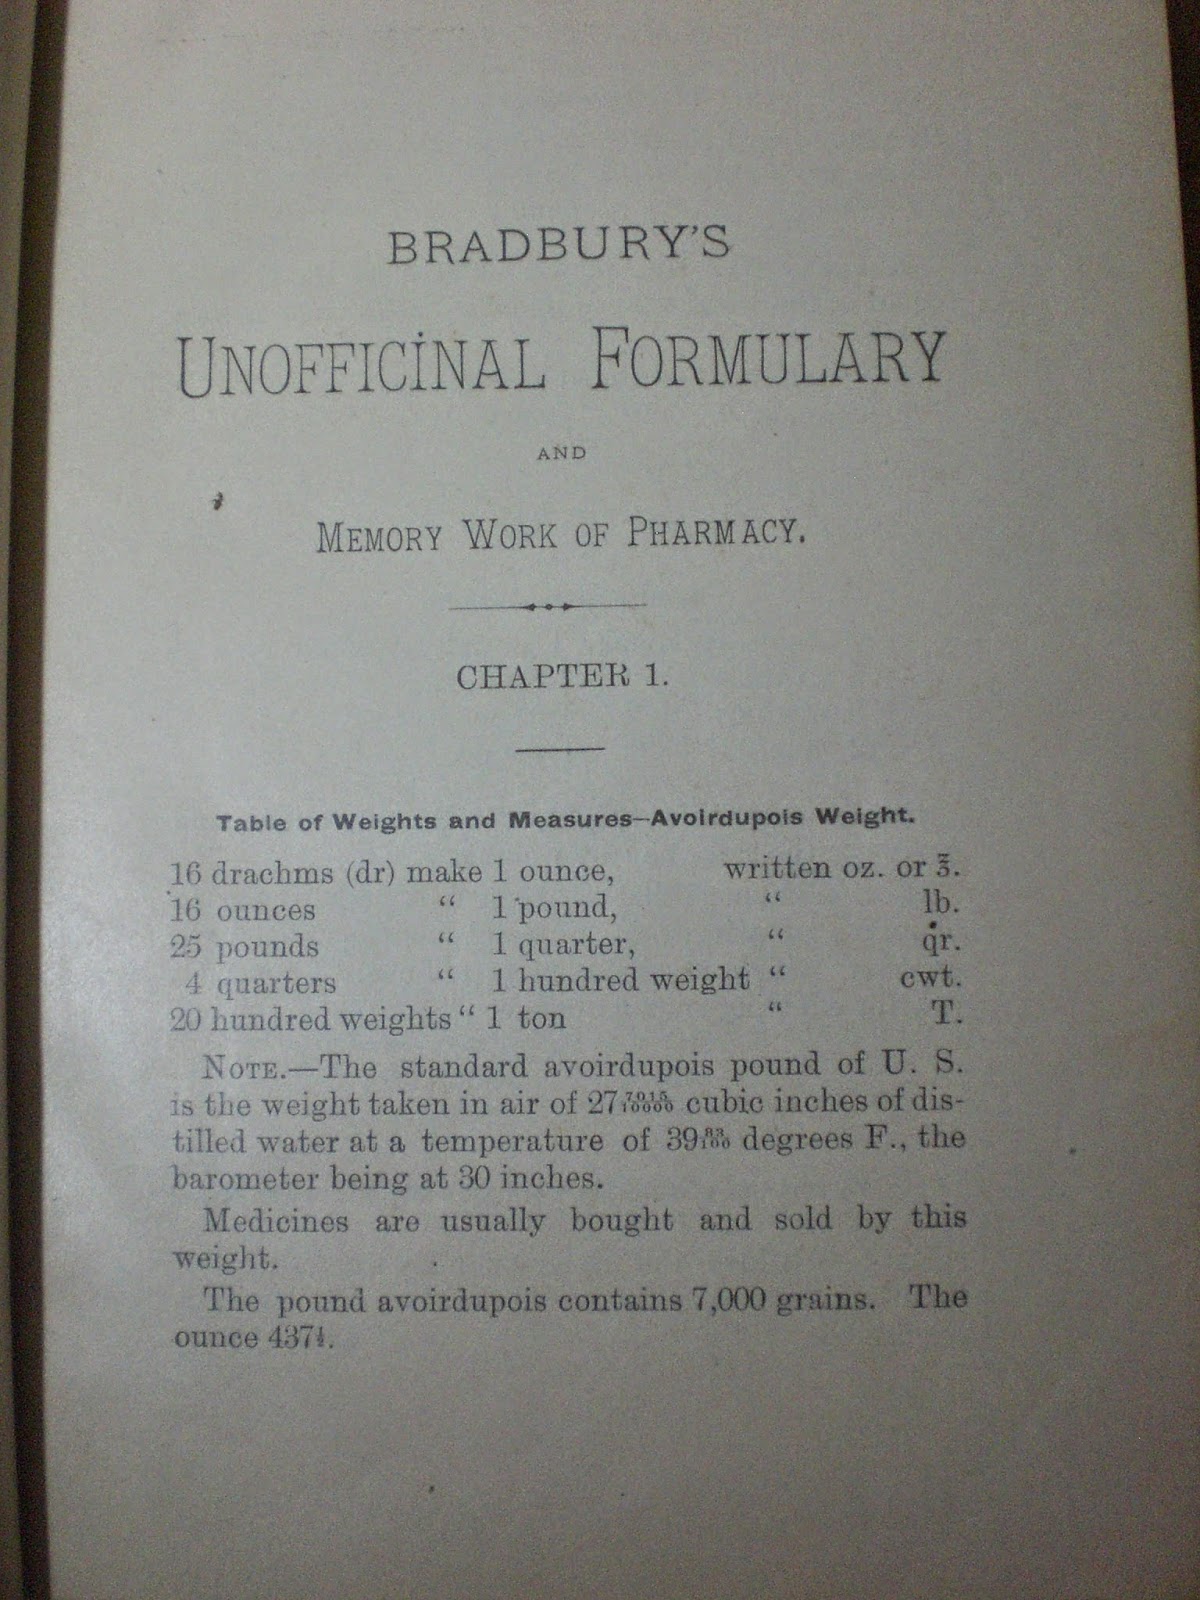 BRADBURY'S
UNOFFICINAL FORMULARY
AND
MEMORY WORK OF PHARMACY.
CHAPTER 1.
Table of Weights and Measures—Avoirdupois Weight.
16 drachms (dr) make 1 ounce, written oz. or ℥.
16 ounces “ 1 pound, “ lb.
25 pounds “ 1 quarter, “ qr.
4 quarters “ 1 hundred weight “ cwt.
20 hundred weights “ 1 ton “ T.
NOTE.—The standard avoirdupois pound of U. S.
is the weight taken in air of 27 cubic inches of dis-
tilled water at a temperature of 39 degrees F., the
barometer being at 30 inches.
Medicines are usually bought and sold by this
weight.
The pound avoirdupois contains 7,000 grains. The
ounce 437½.